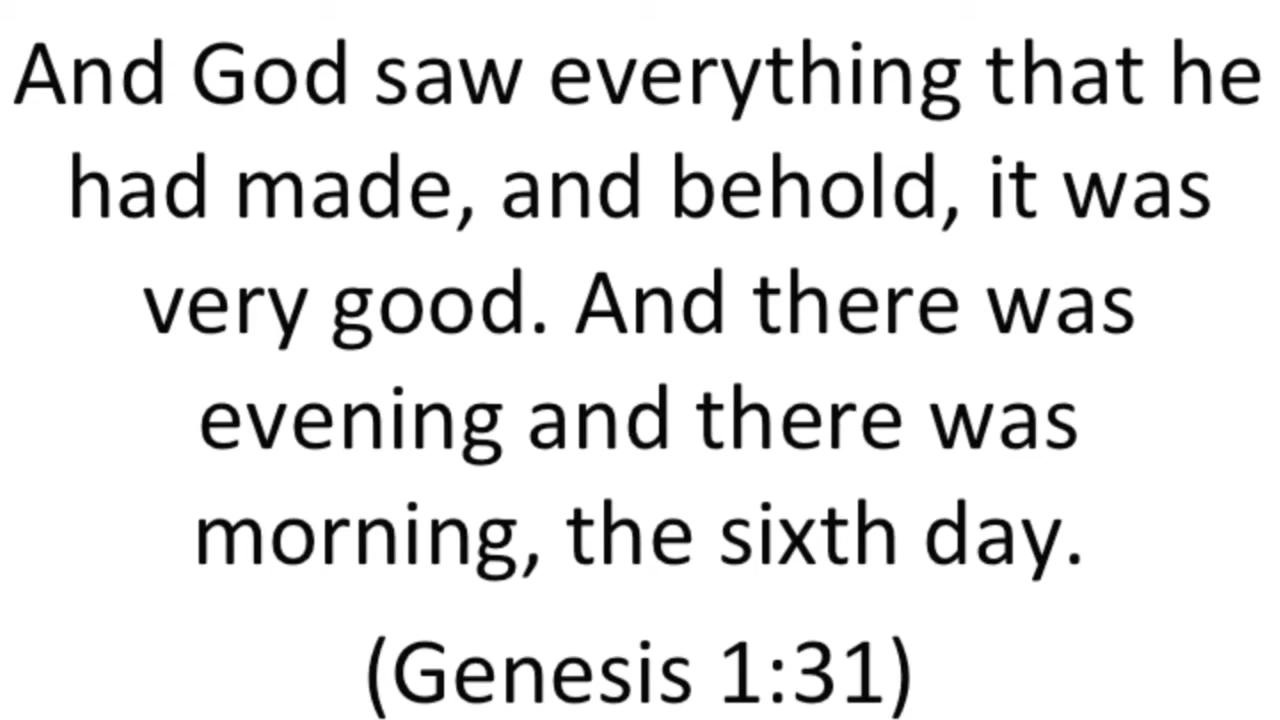 And God saw everything that he
had made, and behold, it was
very good. And there was
evening and there was
morning, the sixth day.
(Genesis 1:31)